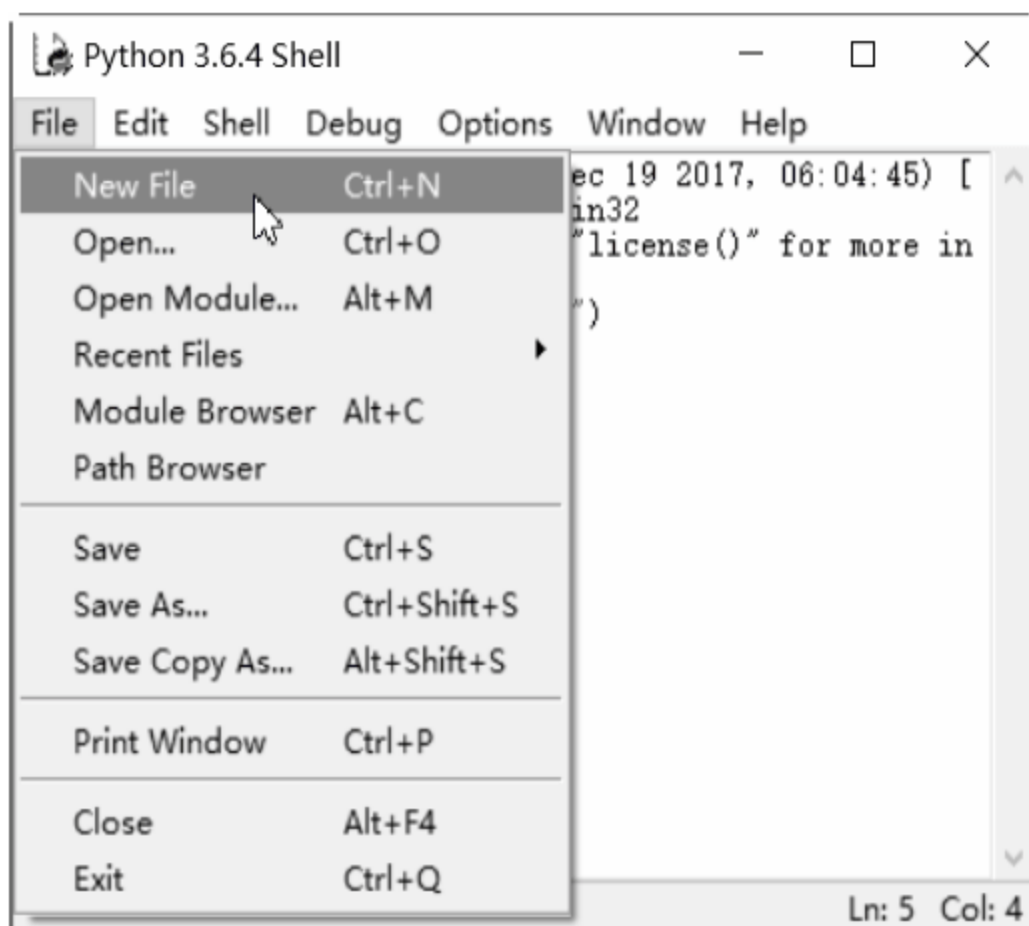 Python 3.6.4 Shell
File Edit Shell Debug Options Window Help
New File Ctrl+N
Open... Ctrl+O
Open Module... Alt+M
Recent Files
Module Browser Alt+C
Path Browser
Save Ctrl+S
Save As... Ctrl+Shift+S
Save Copy As... Alt+Shift+S
Print Window Ctrl+P
Close Alt+F4
Exit Ctrl+Q
ec 19 2017, 06:04:45) [
in32
"license()" for more in
")
Ln: 5 Col: 4